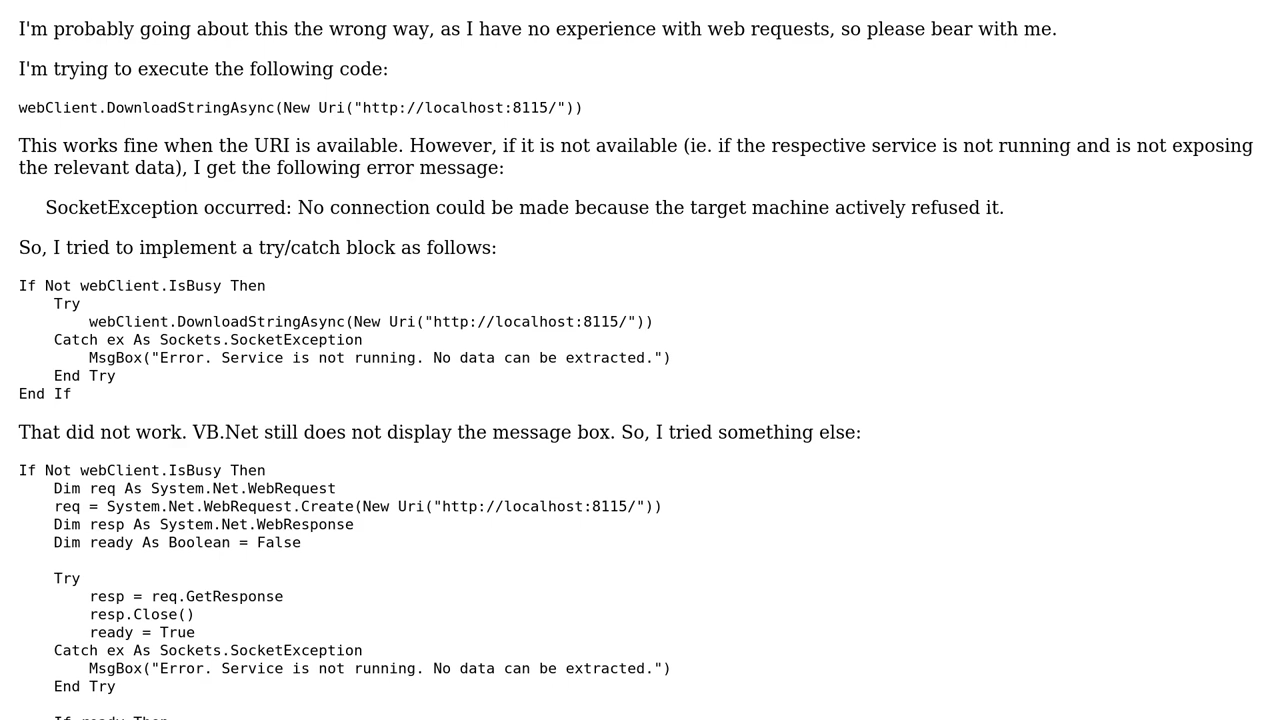 I'm probably going about this the wrong way, as I have no experience with web requests, so please bear with me.
I'm trying to execute the following code:
webClient.DownloadStringAsync(New Uri("http://localhost:8115/"))
This works fine when the URI is available. However, if it is not available (ie. if the respective service is not running and is not exposing
the relevant data), I get the following error message:
SocketException occurred: No connection could be made because the target machine actively refused it.
So, I tried to implement a try/catch block as follows:
If Not webClient.IsBusy Then
    Try
        webClient.DownloadStringAsync(New Uri("http://localhost:8115/"))
    Catch ex As Sockets.SocketException
        MsgBox("Error. Service is not running. No data can be extracted.")
    End Try
End If
That did not work. VB.Net still does not display the message box. So, I tried something else:
If Not webClient.IsBusy Then
    Dim req As System.Net.WebRequest
    req = System.Net.WebRequest.Create(New Uri("http://localhost:8115/"))
    Dim resp As System.Net.WebResponse
    Dim ready As Boolean = False
    Try
        resp = req.GetResponse
        resp.Close()
        ready = True
    Catch ex As Sockets.SocketException
        MsgBox("Error. Service is not running. No data can be extracted.")
    End Try
    If ready Then